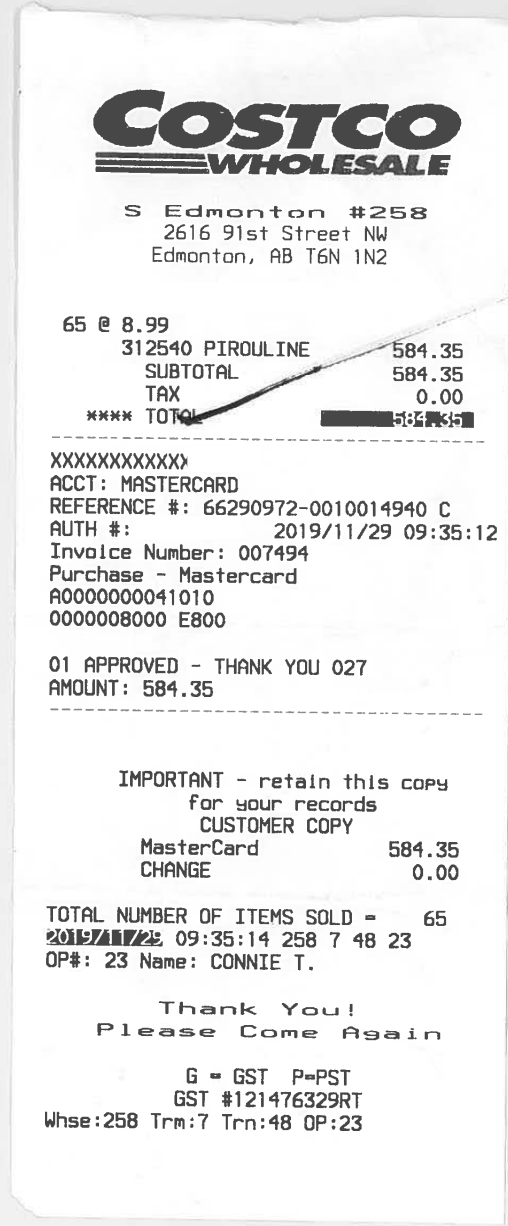 COSTCO
WHOLESALE
S Edmonton #258
2616 91st Street NW
Edmonton, AB T6N 1N2
65 @ 8.99
312540 PIROULINE 584.35
SUBTOTAL 584.35
TAX 0.00
**** TOTAL 584.35
XXXXXXXXXXXX
ACCT: MASTERCARD
REFERENCE #: 66290972-0010014940 C
AUTH #: 2019/11/29 09:35:12
Invoice Number: 007494
Purchase - Mastercard
A0000000041010
0000008000 E800
01 APPROVED - THANK YOU 027
AMOUNT: 584.35
IMPORTANT - retain this copy
for your records
CUSTOMER COPY
MasterCard 584.35
CHANGE 0.00
TOTAL NUMBER OF ITEMS SOLD = 65
2019/11/29 09:35:14 258 7 48 23
OP#: 23 Name: CONNIE T.
Thank You!
Please Come Again
G = GST P=PST
GST #121476329RT
Whse:258 Trm:7 Trn:48 OP:23